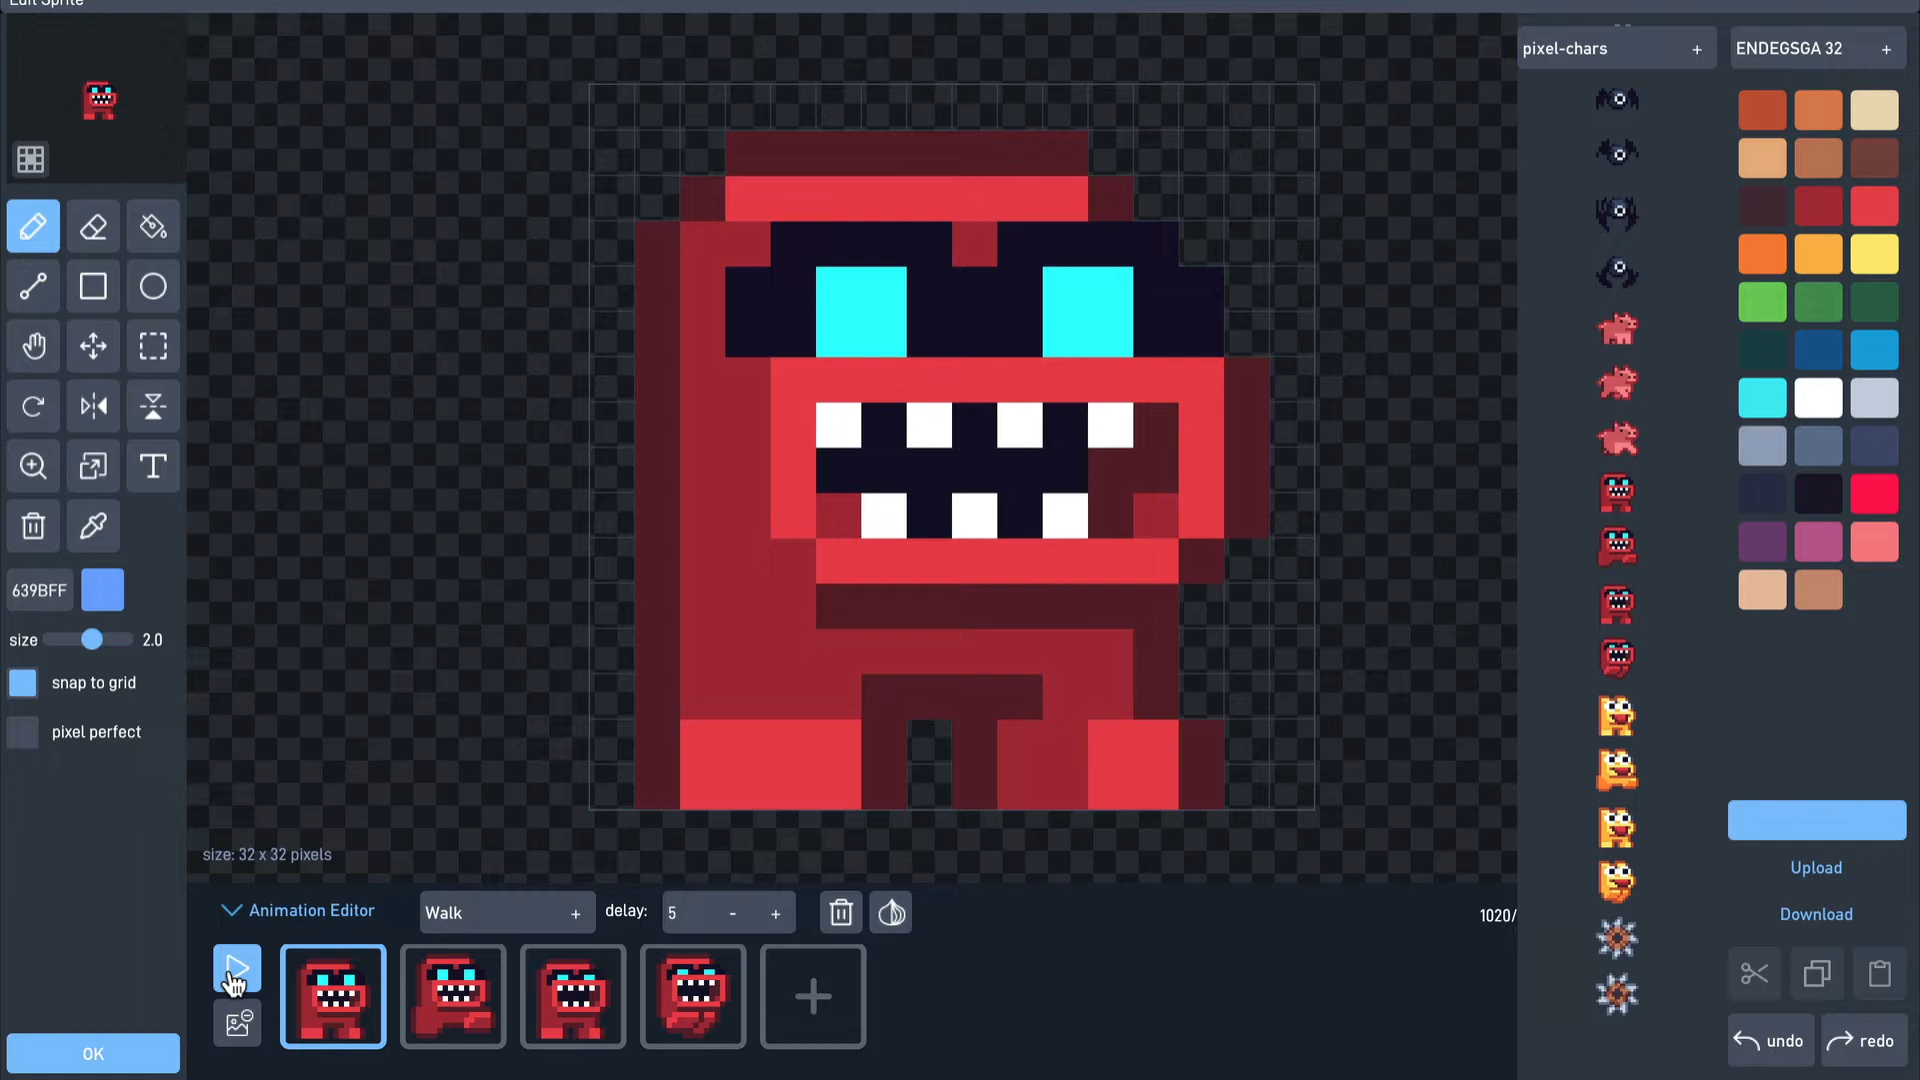 Edit Sprite
pixel-chars +
ENDEGSGA 32 +
T
639BFF
size 2.0
snap to grid
pixel perfect
size: 32 x 32 pixels
Animation Editor
Walk +
delay: 5 - +
1020/
Upload
Download
OK
undo
redo